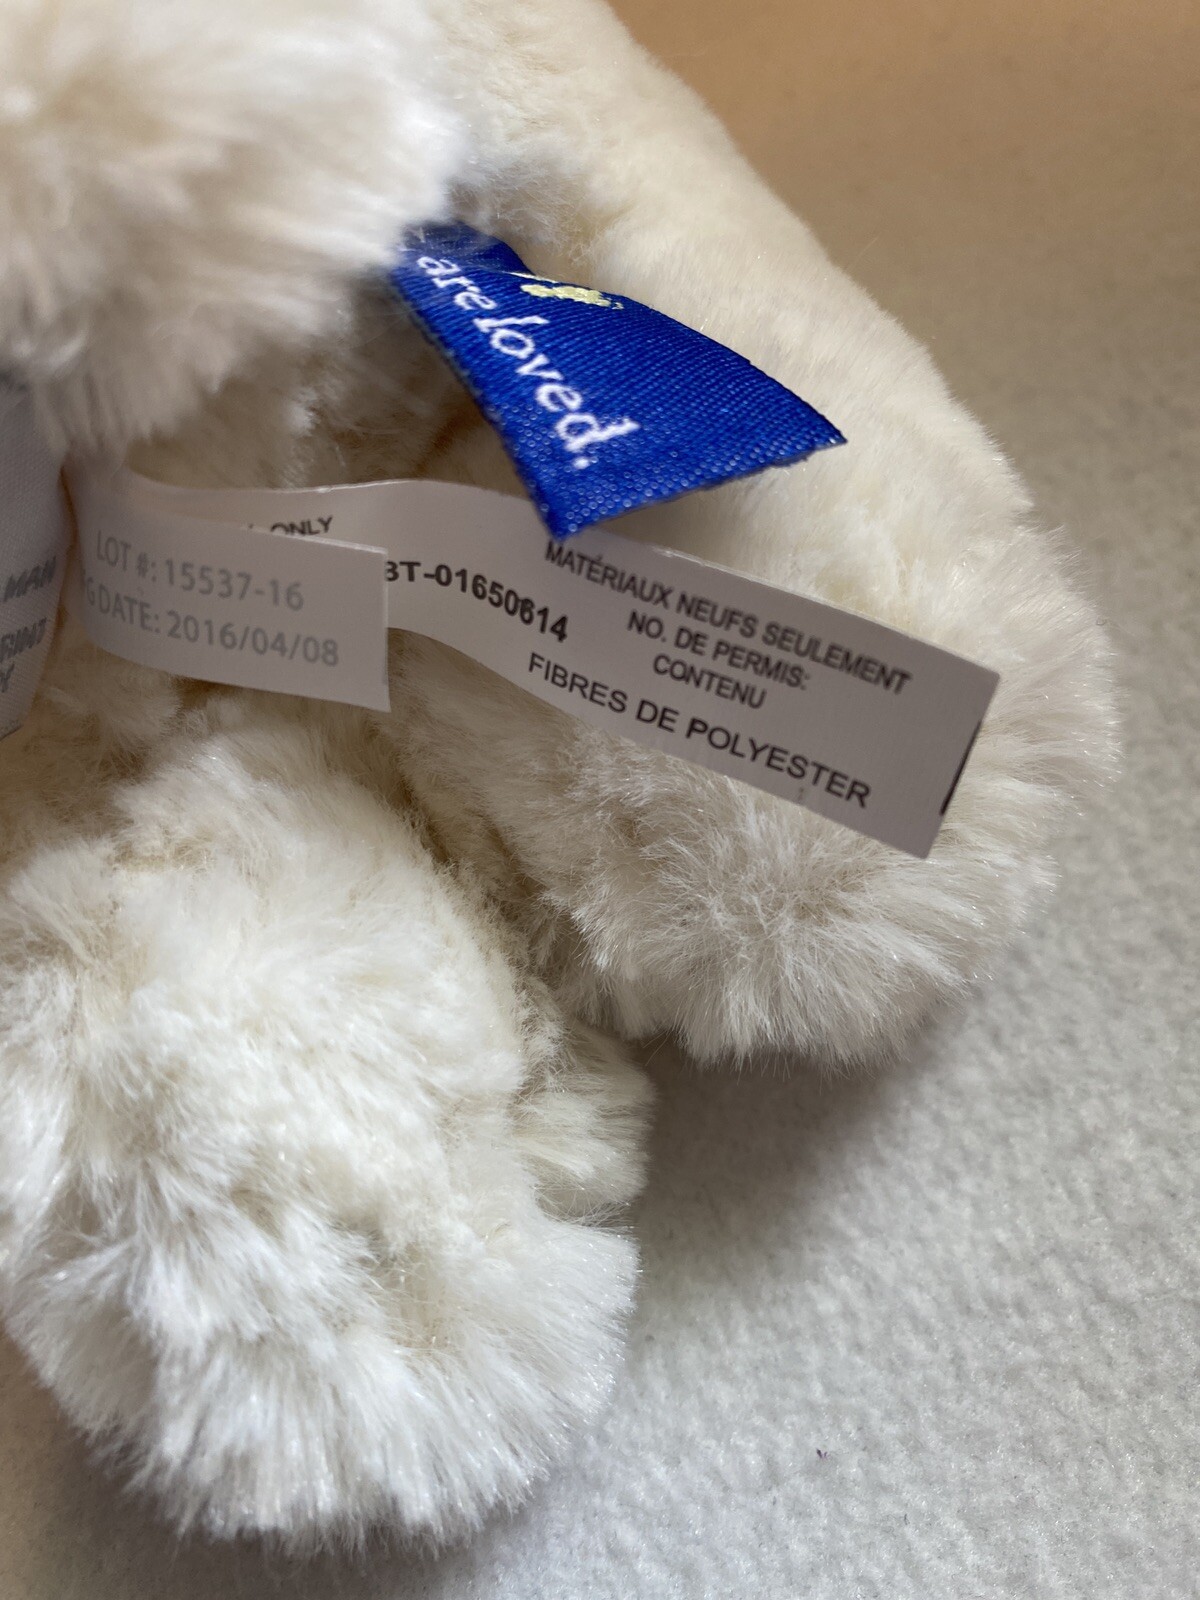 are loved.
ONLY
LOT #: 15537-16
G DATE: 2016/04/08
BT-01650614
MATÉRIAUX NEUFS SEULEMENT
NO. DE PERMIS:
CONTENU
FIBRES DE POLYESTER